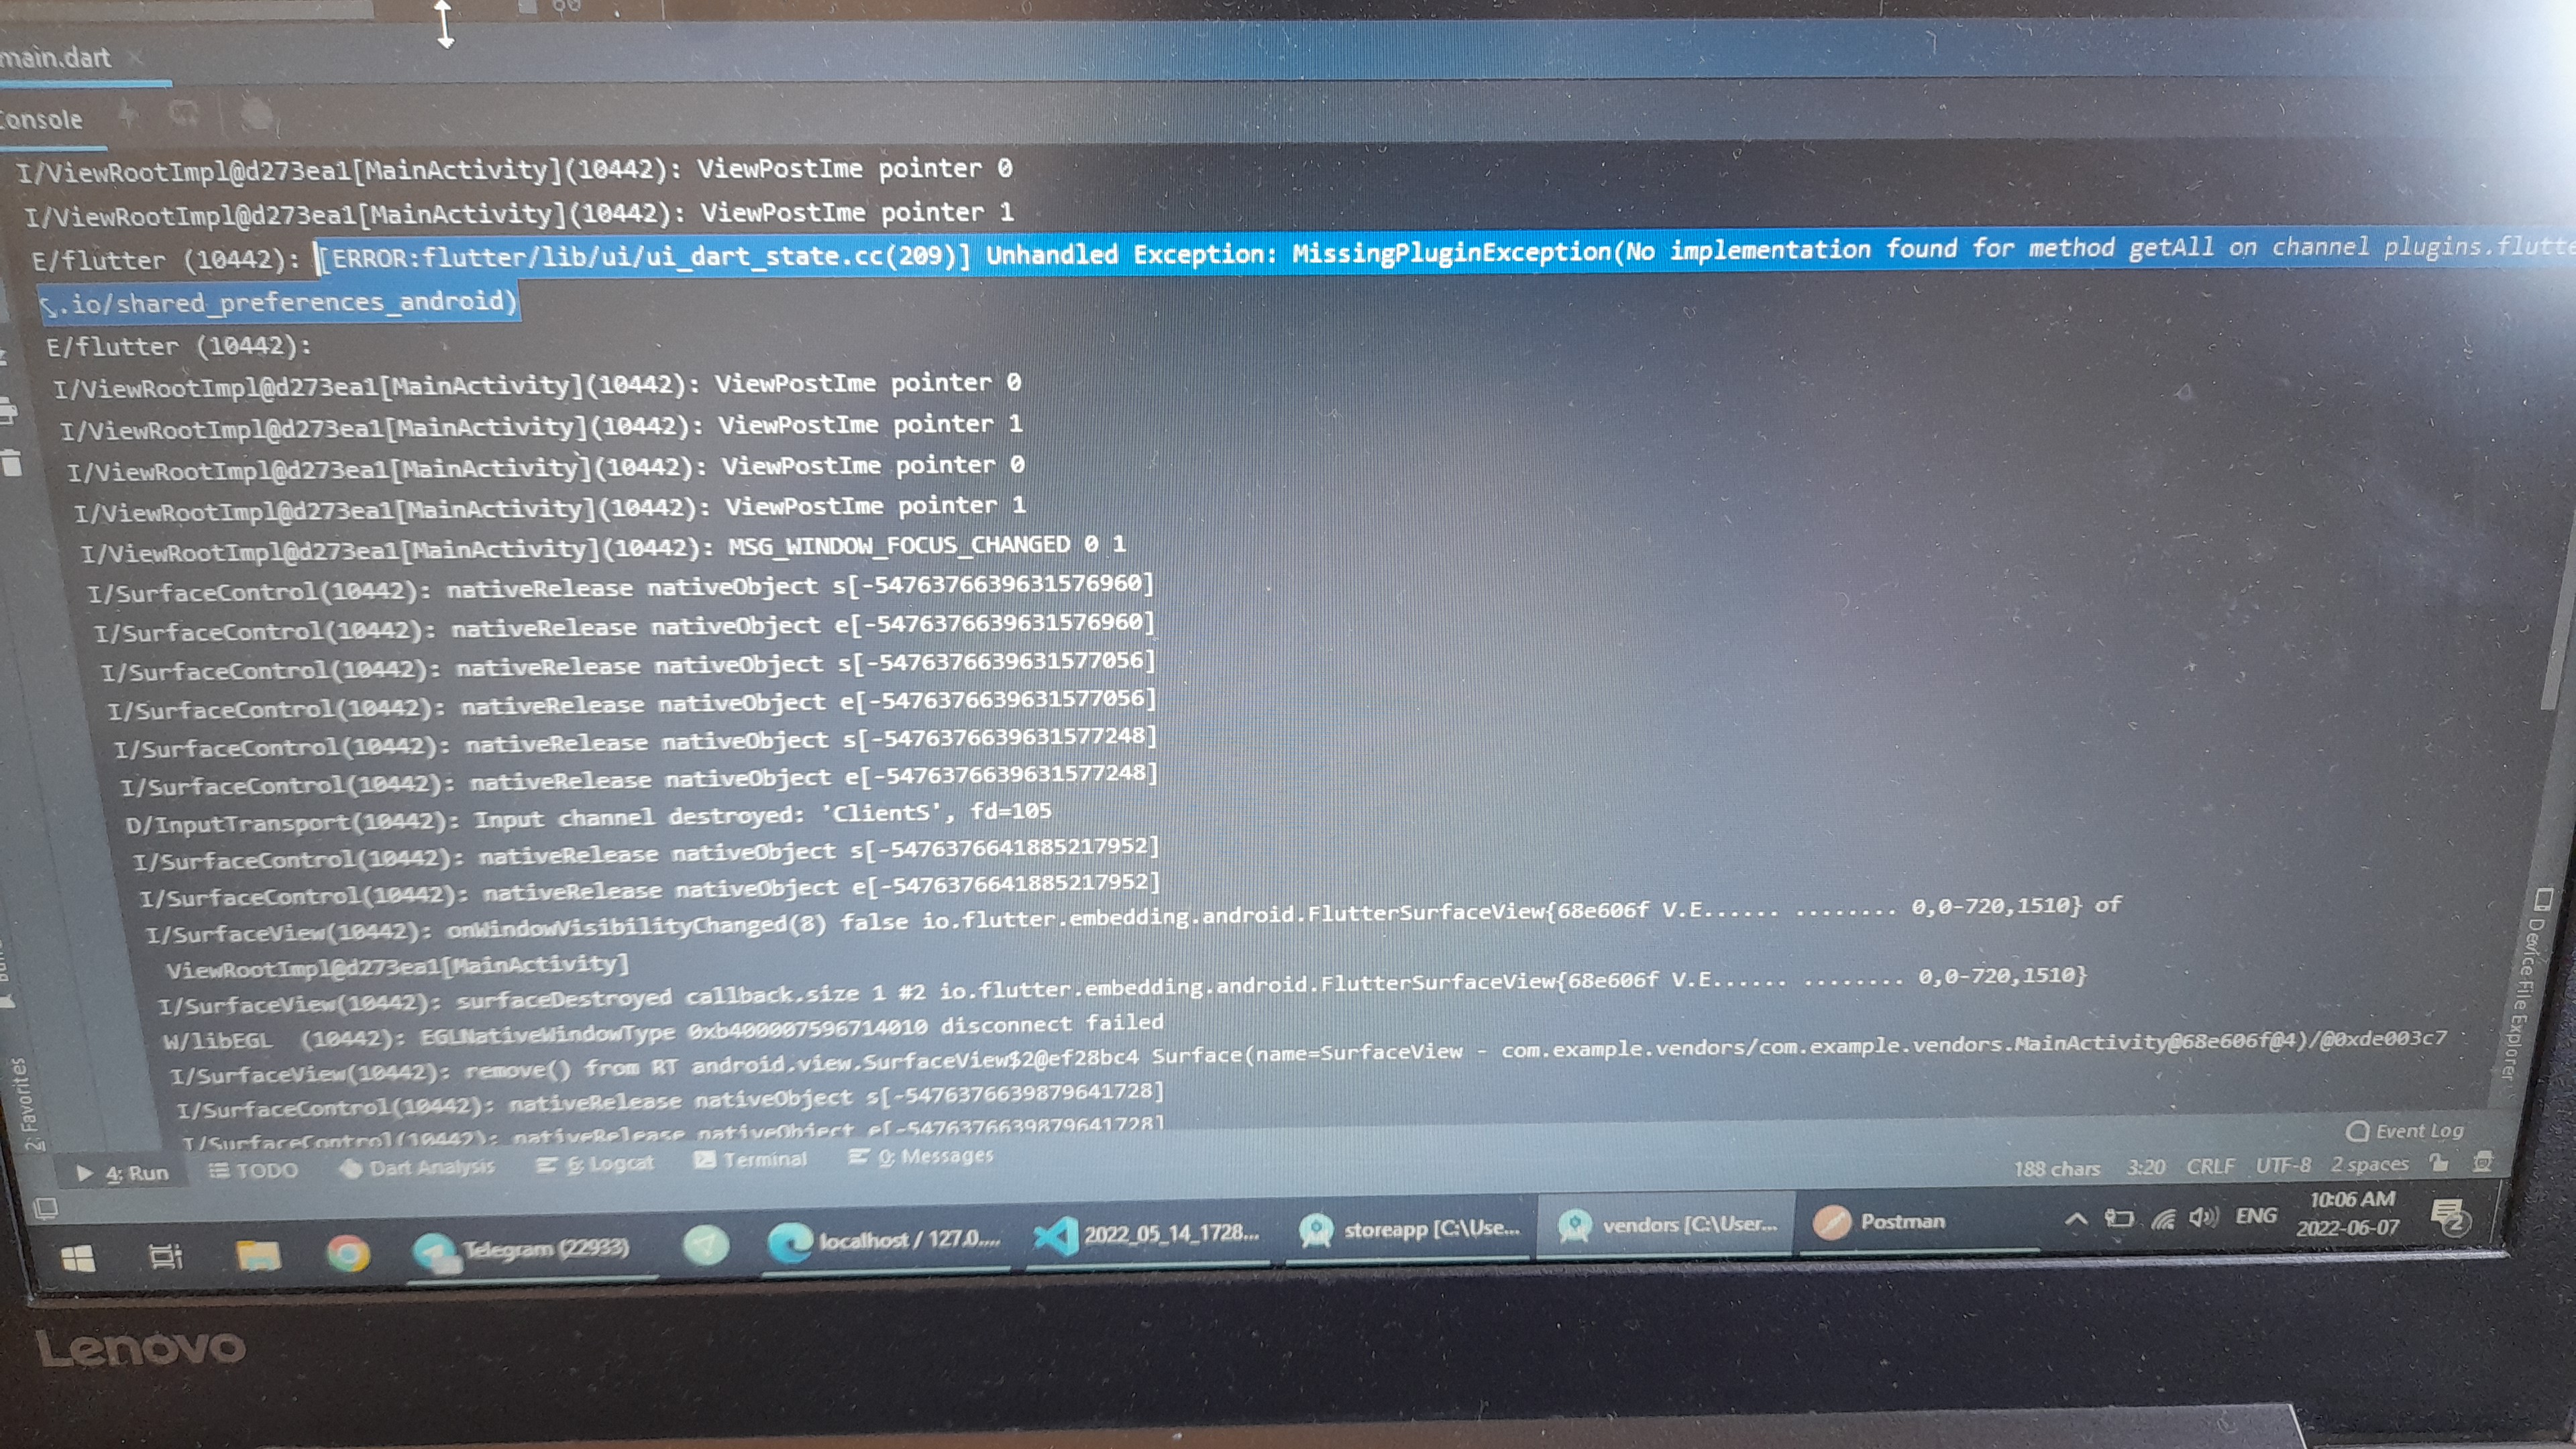 main.dart
Console
I/ViewRootImpl@d273ea1[MainActivity](10442): ViewPostIme pointer 0
I/ViewRootImpl@d273ea1[MainActivity](10442): ViewPostIme pointer 1
E/flutter (10442): [ERROR:flutter/lib/ui/ui_dart_state.cc(209)] Unhandled Exception: MissingPluginException(No implementation found for method getAll on channel plugins.flutte
.io/shared_preferences_android)
E/flutter (10442):
I/ViewRootImpl@d273ea1[MainActivity](10442): ViewPostIme pointer 0
I/ViewRootImpl@d273ea1[MainActivity](10442): ViewPostIme pointer 1
I/ViewRootImpl@d273ea1[MainActivity](10442): ViewPostIme pointer 0
I/ViewRootImpl@d273ea1[MainActivity](10442): ViewPostIme pointer 1
I/ViewRootImpl@d273ea1[MainActivity](10442): MSG_WINDOW_FOCUS_CHANGED 0 1
I/SurfaceControl(10442): nativeRelease nativeObject s[-5476376639631576960]
I/SurfaceControl(10442): nativeRelease nativeObject e[-5476376639631576960]
I/SurfaceControl(10442): nativeRelease nativeObject s[-5476376639631577056]
I/SurfaceControl(10442): nativeRelease nativeObject e[-5476376639631577056]
I/SurfaceControl(10442): nativeRelease nativeObject s[-5476376639631577248]
I/SurfaceControl(10442): nativeRelease nativeObject e[-5476376639631577248]
D/InputTransport(10442): Input channel destroyed: 'ClientS', fd=105
I/SurfaceControl(10442): nativeRelease nativeObject s[-5476376641885217952]
I/SurfaceControl(10442): nativeRelease nativeObject e[-5476376641885217952]
I/SurfaceView(10442): onWindowVisibilityChanged(8) false io.flutter.embedding.android.FlutterSurfaceView{68e606f V.E...... ........ 0,0-720,1510} of
ViewRootImpl@d273ea1[MainActivity]
I/SurfaceView(10442): surfaceDestroyed callback.size 1 #2 io.flutter.embedding.android.FlutterSurfaceView{68e606f V.E...... ........ 0,0-720,1510}
W/libEGL (10442): EGLNativeWindowType 0xb400007596714010 disconnect failed
I/SurfaceView(10442): remove() from RT android.view.SurfaceView$2@ef28bc4 Surface(name=SurfaceView - com.example.vendors/com.example.vendors.MainActivity@68e606f@4)/@0xde003c7
I/SurfaceControl(10442): nativeRelease nativeObject s[-5476376639879641728]
I/SurfaceControl(10442): nativeRelease nativeObject e[-5476376639879641728]
2: Favorites
Device File Explorer
Event Log
4: Run TODO Dart Analysis 6: Logcat Terminal 0: Messages
188 chars 3:20 CRLF UTF-8 2 spaces
Telegram (22933) localhost / 127.0.... 2022_05_14_1728... storeapp [C:\Use... vendors [C:\User... Postman ENG 10:06 AM
2022-06-07
2
Lenovo